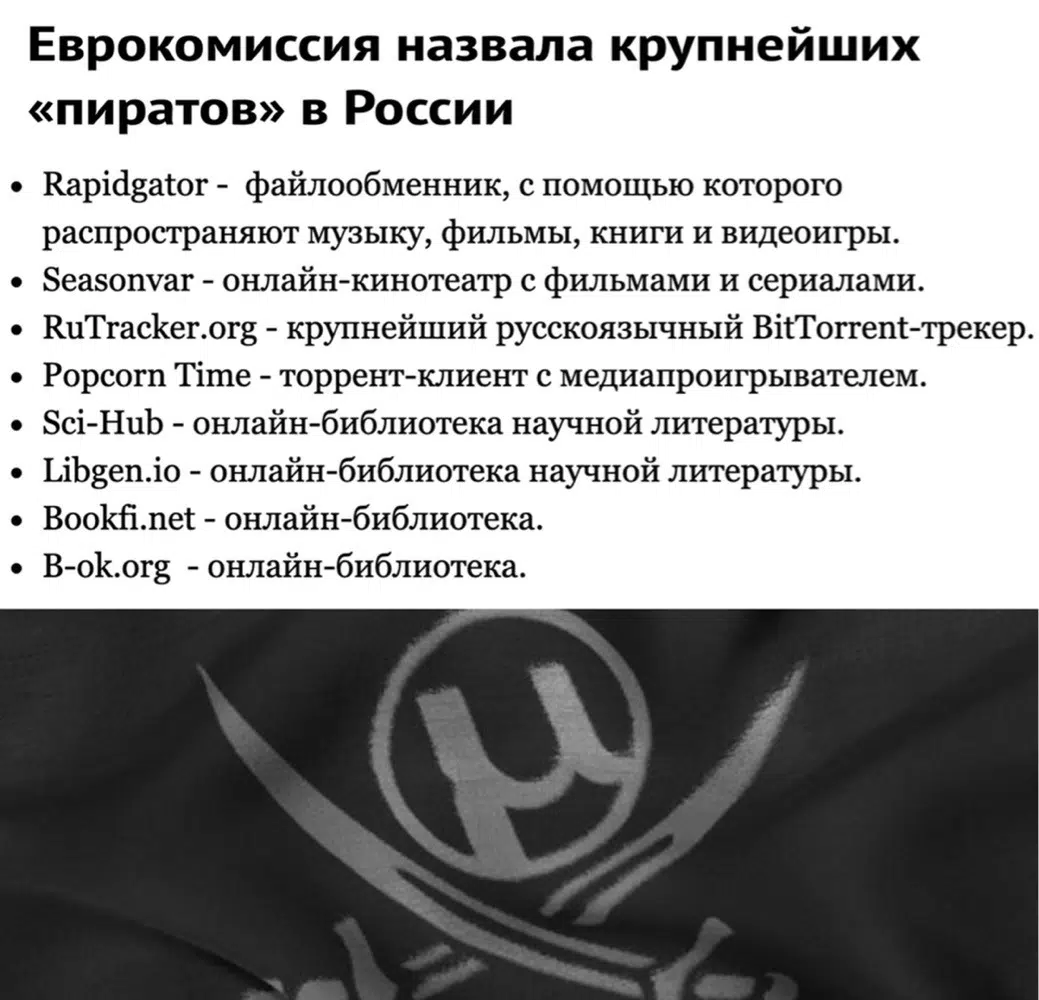 Еврокомиссия назвала крупнейших
«пиратов» в России
• Rapidgator - файлообменник, с помощью которого
распространяют музыку, фильмы, книги и видеоигры.
• Seasonvar - онлайн-кинотеатр с фильмами и сериалами.
• RuTracker.org - крупнейший русскоязычный BitTorrent-трекер.
• Popcorn Time - торрент-клиент с медиапроигрывателем.
• Sci-Hub - онлайн-библиотека научной литературы.
• Libgen.io - онлайн-библиотека научной литературы.
• Bookfi.net - онлайн-библиотека.
• B-ok.org - онлайн-библиотека.
µ